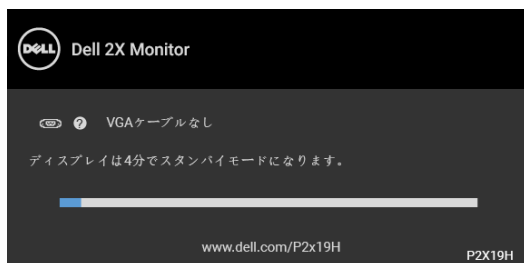 DELL
Dell 2X Monitor
? VGAケーブルなし
ディスプレイは4分でスタンバイモードになります。
www.dell.com/P2x19H
P2X19H